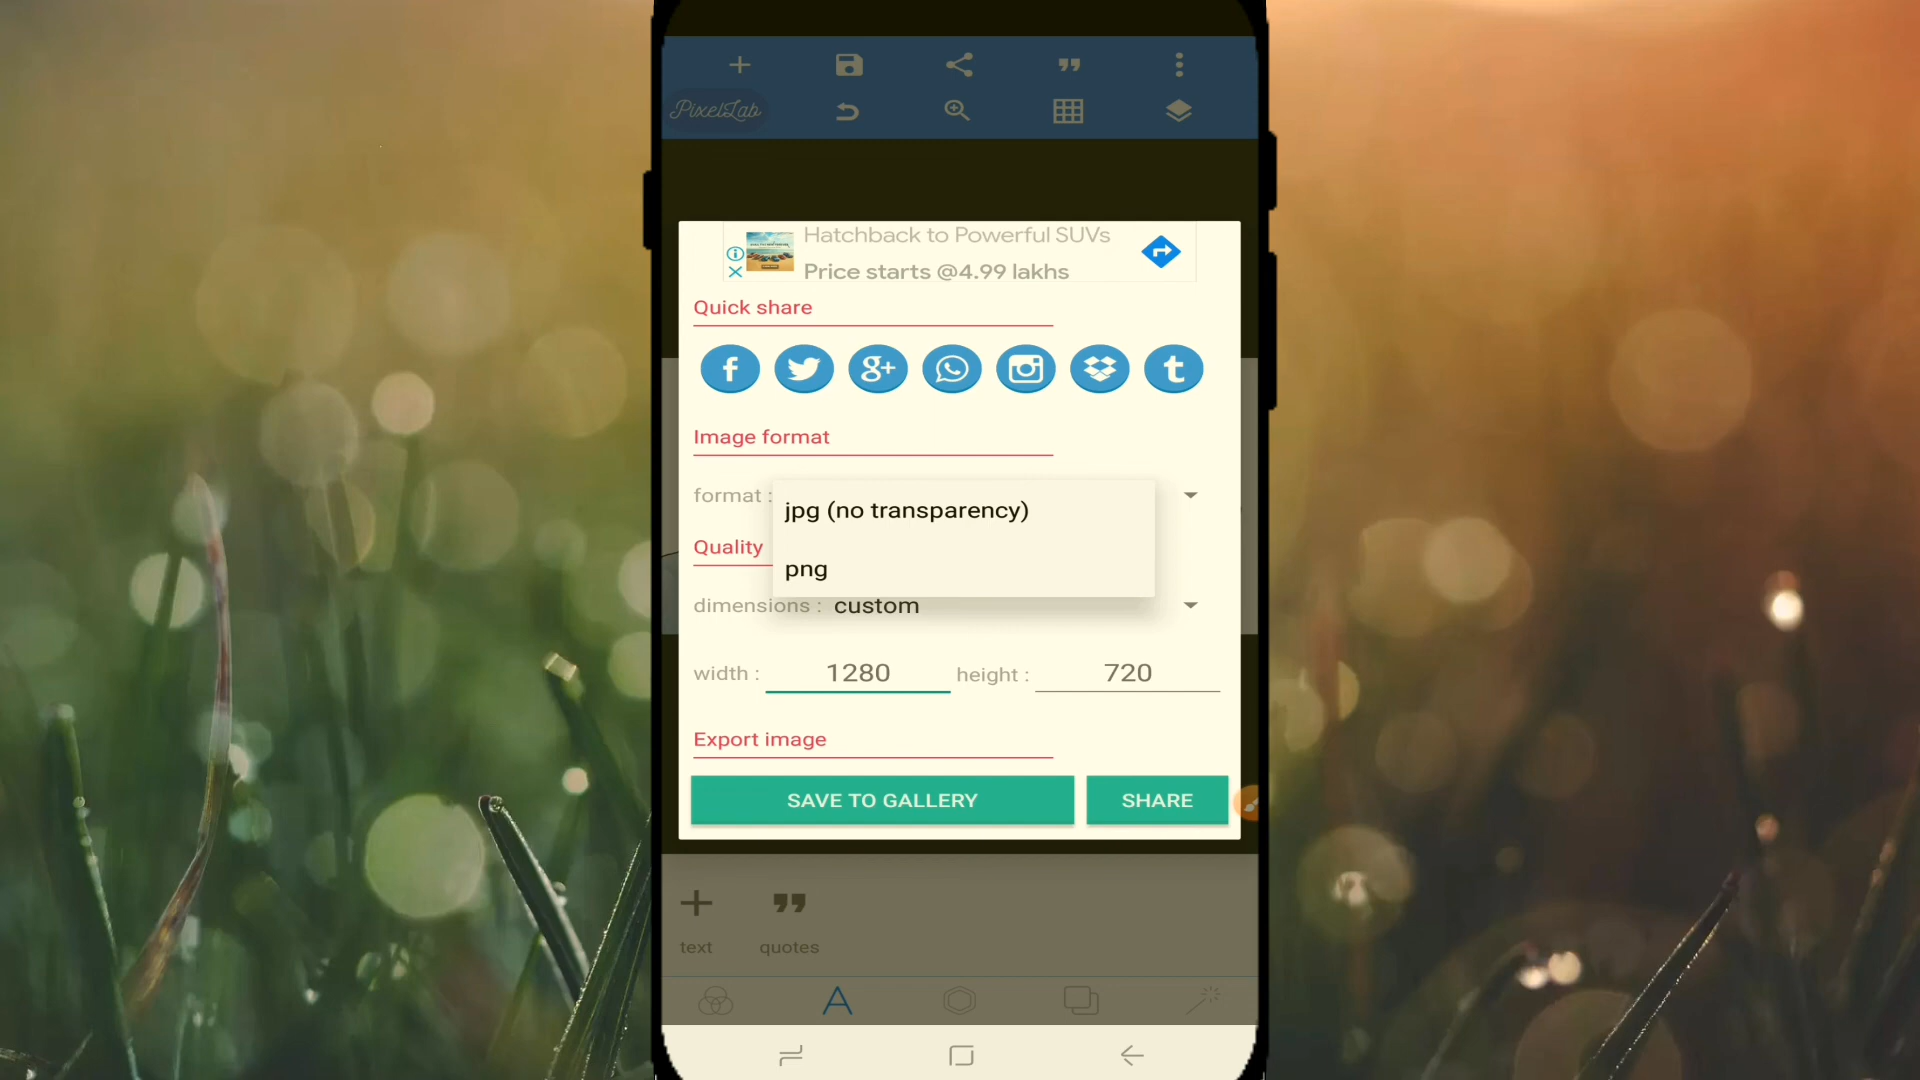 PixelLab
Hatchback to Powerful SUVs
Price starts @4.99 lakhs
Quick share
Image format
format :
jpg (no transparency)
Quality
png
dimensions : custom
width : 1280 height : 720
Export image
SAVE TO GALLERY SHARE
text quotes